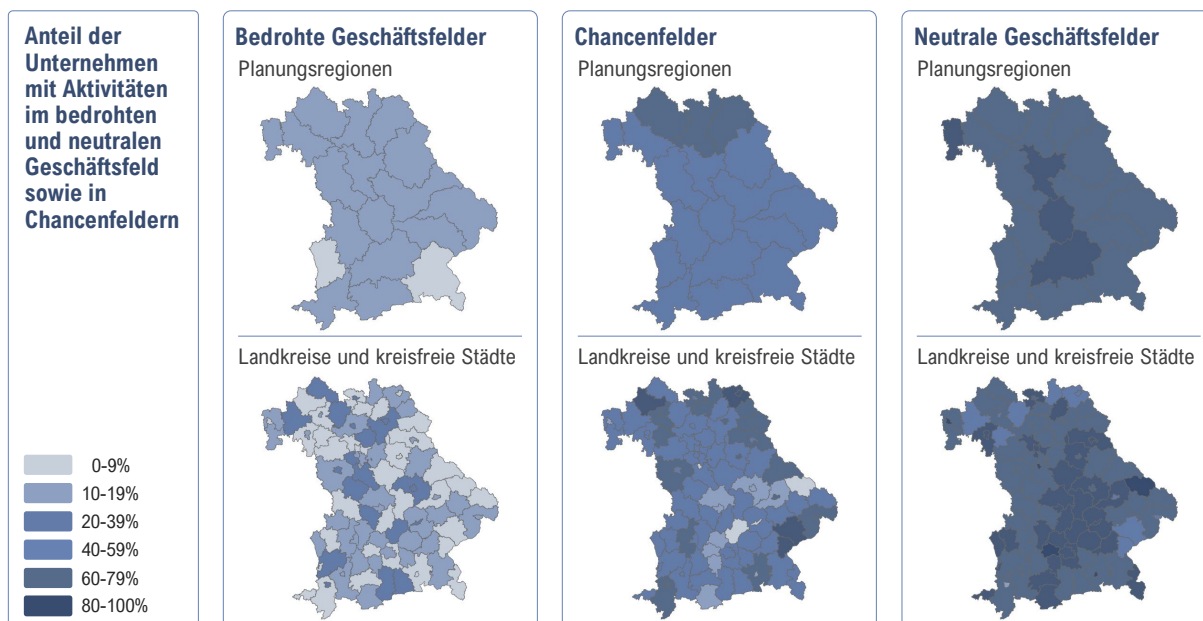 Anteil der
Unternehmen
mit Aktivitäten
im bedrohten
und neutralen
Geschäftsfeld
sowie in
Chancenfeldern
0-9%
10-19%
20-39%
40-59%
60-79%
80-100%
Bedrohte Geschäftsfelder
Planungsregionen
Landkreise und kreisfreie Städte
Chancenfelder
Planungsregionen
Landkreise und kreisfreie Städte
Neutrale Geschäftsfelder
Planungsregionen
Landkreise und kreisfreie Städte